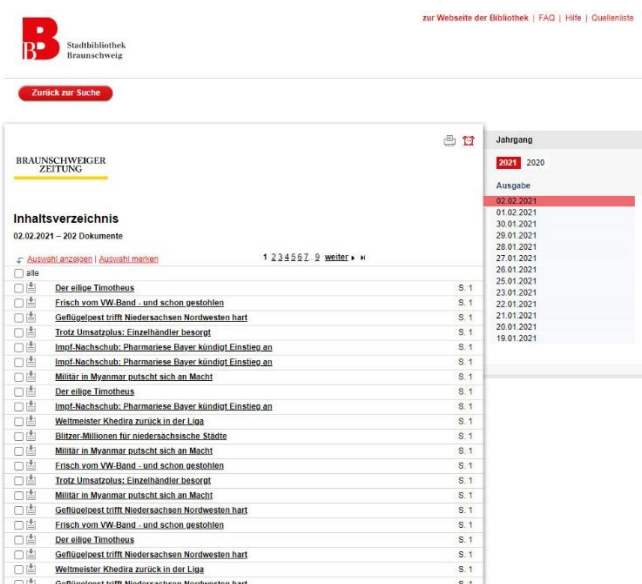 zur Webseite der Bibliothek | FAQ | Hilfe | Quellenliste
Stadtbibliothek
Braunschweig
Zurück zur Suche
BRAUNSCHWEIGER
ZEITUNG
Inhaltsverzeichnis
02.02.2021 – 202 Dokumente
Auswahl anzeigen | Auswahl merken 1 2 3 4 5 6 7 .. 9 weiter
alle
Der eilige Timotheus S. 1
Frisch vom VW-Band - und schon gestohlen S. 1
Geflügelpest trifft Niedersachsen Nordwesten hart S. 1
Trotz Umsatzplus: Einzelhändler besorgt S. 1
Impf-Nachschub: Pharmariese Bayer kündigt Einstieg an S. 1
Impf-Nachschub: Pharmariese Bayer kündigt Einstieg an S. 1
Militär in Myanmar putscht sich an Macht S. 1
Der eilige Timotheus S. 1
Impf-Nachschub: Pharmariese Bayer kündigt Einstieg an S. 1
Weltmeister Khedira zurück in der Liga S. 1
Blitzer-Millionen für niedersächsische Städte S. 1
Militär in Myanmar putscht sich an Macht S. 1
Frisch vom VW-Band - und schon gestohlen S. 1
Trotz Umsatzplus: Einzelhändler besorgt S. 1
Militär in Myanmar putscht sich an Macht S. 1
Geflügelpest trifft Niedersachsen Nordwesten hart S. 1
Frisch vom VW-Band - und schon gestohlen S. 1
Der eilige Timotheus S. 1
Geflügelpest trifft Niedersachsen Nordwesten hart S. 1
Weltmeister Khedira zurück in der Liga S. 1
Geflügelpest trifft Niedersachsen Nordwesten hart S. 1
Jahrgang
2021 2020
Ausgabe
02.02.2021
01.02.2021
30.01.2021
29.01.2021
28.01.2021
27.01.2021
26.01.2021
25.01.2021
23.01.2021
22.01.2021
21.01.2021
20.01.2021
19.01.2021